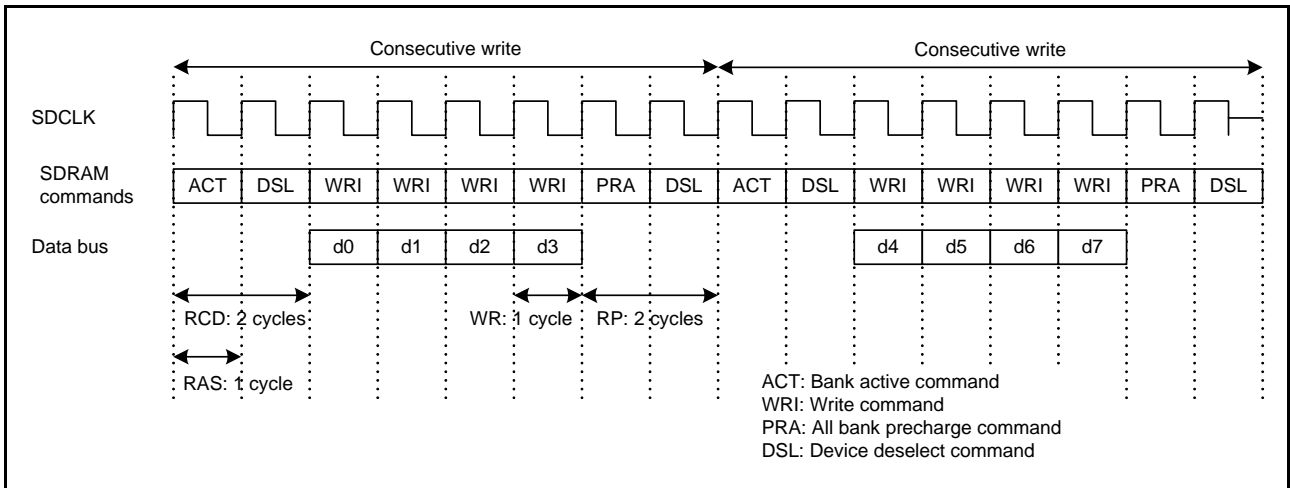 Consecutive write Consecutive write
SDCLK
SDRAM
commands
ACT DSL WRI WRI WRI WRI PRA DSL ACT DSL WRI WRI WRI WRI PRA DSL
Data bus
d0 d1 d2 d3 d4 d5 d6 d7
RCD: 2 cycles WR: 1 cycle RP: 2 cycles
RAS: 1 cycle
ACT: Bank active command
WRI: Write command
PRA: All bank precharge command
DSL: Device deselect command